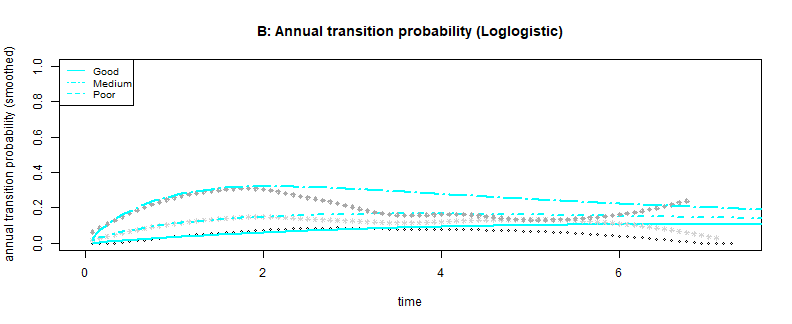 B: Annual transition probability (Loglogistic)
annual transition probability (smoothed)
1.0
0.8
0.6
0.4
0.2
0.0
Good
Medium
Poor
0 2 4 6
time